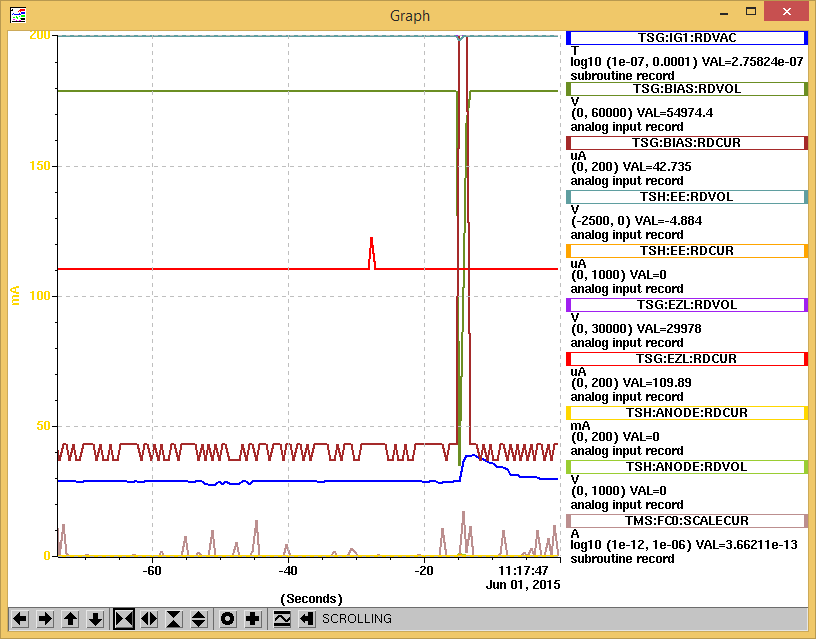 Graph
200
150
100
50
0
mA
-60
-40
-20
11:17:47
Jun 01, 2015
(Seconds)
TSG:IG1:RDVAC
T
log10 (1e-07, 0.0001) VAL=2.75824e-07
subroutine record
TSG:BIAS:RDVOL
V
(0, 60000) VAL=54974.4
analog input record
TSG:BIAS:RDCUR
uA
(0, 200) VAL=42.735
analog input record
TSH:EE:RDVOL
V
(-2500, 0) VAL=-4.884
analog input record
TSH:EE:RDCUR
uA
(0, 1000) VAL=0
analog input record
TSG:EZL:RDVOL
V
(0, 30000) VAL=29978
analog input record
TSG:EZL:RDCUR
uA
(0, 200) VAL=109.89
analog input record
TSH:ANODE:RDCUR
mA
(0, 200) VAL=0
analog input record
TSH:ANODE:RDVOL
V
(0, 1000) VAL=0
analog input record
TMS:FC0:SCALECUR
A
log10 (1e-12, 1e-06) VAL=3.66211e-13
subroutine record
SCROLLING